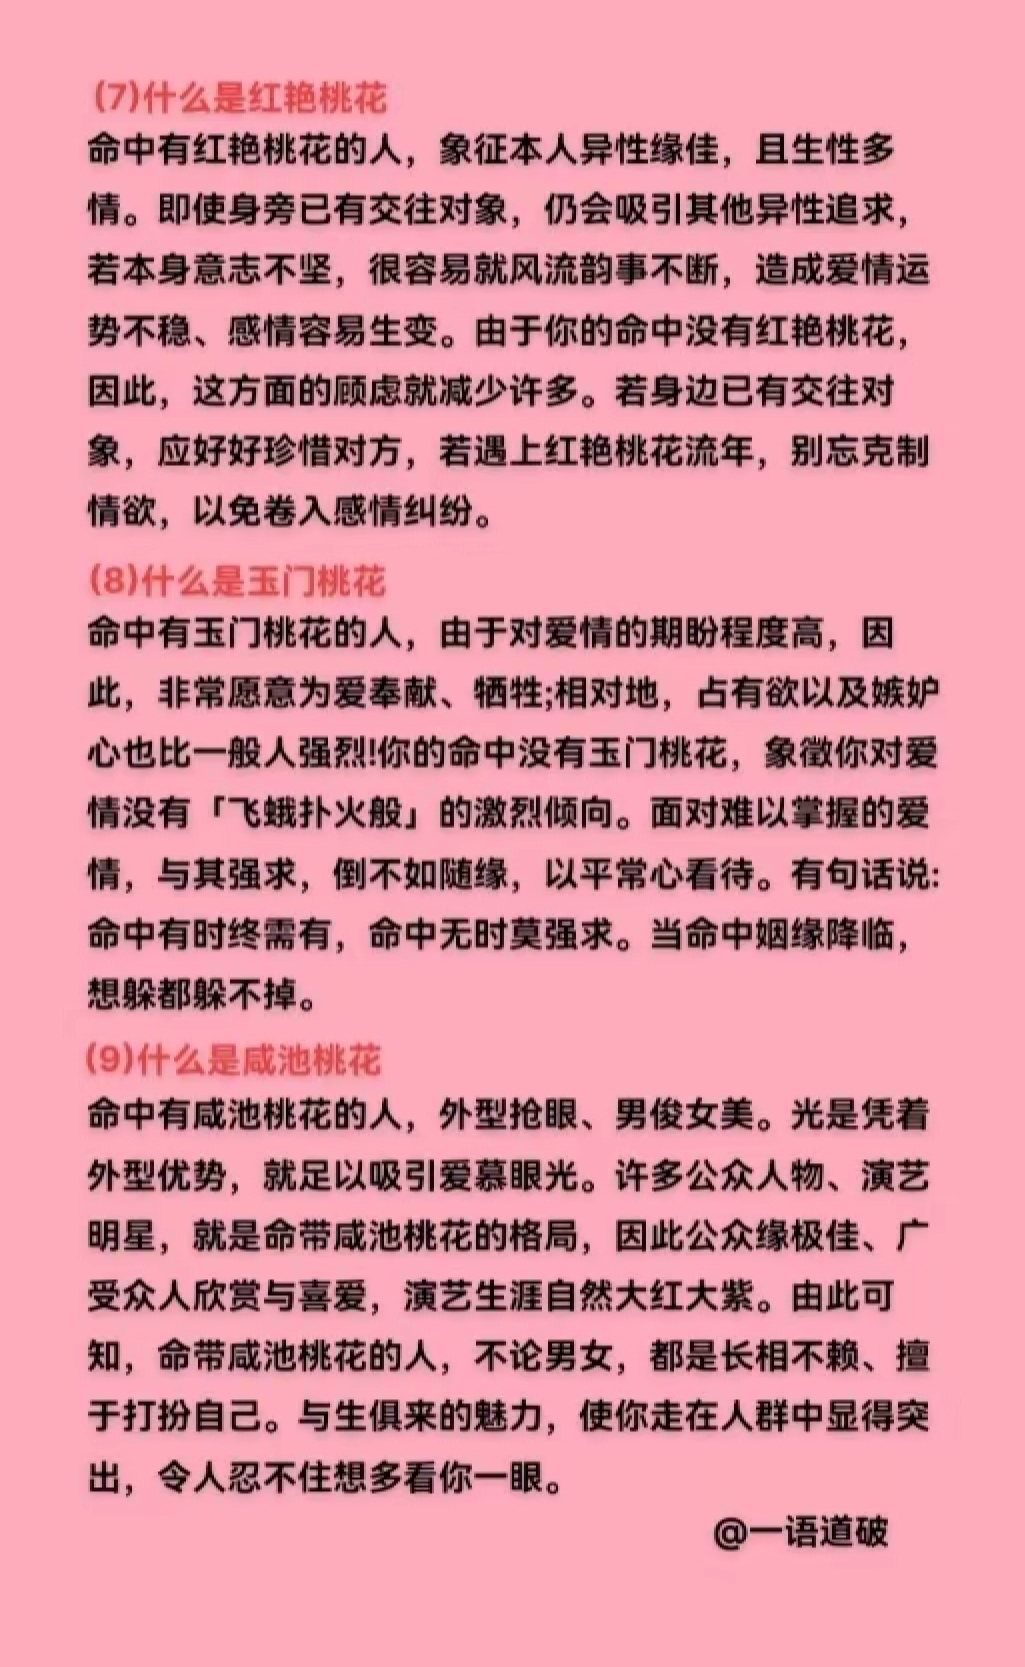 (7)什么是红艳桃花
命中有红艳桃花的人，象征本人异性缘佳，且生性多
情。即使身旁已有交往对象，仍会吸引其他异性追求，
若本身意志不坚，很容易就风流韵事不断，造成爱情运
势不稳、感情容易生变。由于你的命中没有红艳桃花，
因此，这方面的顾虑就减少许多。若身边已有交往对
象，应好好珍惜对方，若遇上红艳桃花流年，别忘克制
情欲，以免卷入感情纠纷。
(8)什么是玉门桃花
命中有玉门桃花的人，由于对爱情的期盼程度高，因
此，非常愿意为爱奉献、牺牲;相对地，占有欲以及嫉妒
心也比一般人强烈!你的命中没有玉门桃花，象徵你对爱
情没有「飞蛾扑火般」的激烈倾向。面对难以掌握的爱
情，与其强求，倒不如随缘，以平常心看待。有句话说:
命中有时终需有，命中无时莫强求。当命中姻缘降临，
想躲都躲不掉。
(9)什么是咸池桃花
命中有咸池桃花的人，外型抢眼、男俊女美。光是凭着
外型优势，就足以吸引爱慕眼光。许多公众人物、演艺
明星，就是命带咸池桃花的格局，因此公众缘极佳、广
受众人欣赏与喜爱，演艺生涯自然大红大紫。由此可
知，命带咸池桃花的人，不论男女，都是长相不赖、擅
于打扮自己。与生俱来的魅力，使你走在人群中显得突
出，令人忍不住想多看你一眼。
@一语道破